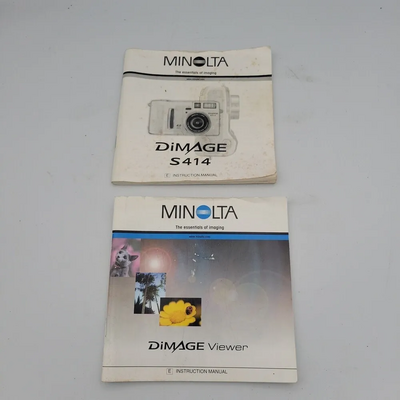 MINOLTA
The essentials of imaging
DiMAGE
S414
E INSTRUCTION MANUAL
MINOLTA
The essentials of imaging
DiMAGE Viewer
E INSTRUCTION MANUAL